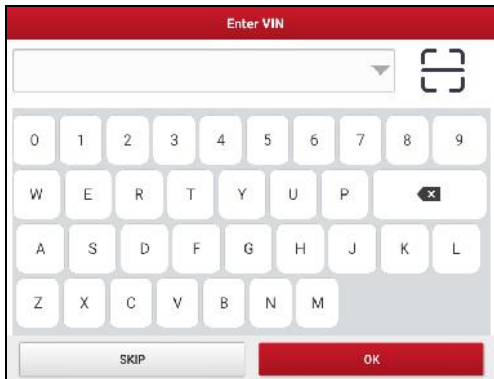 Enter VIN
0 1 2 3 4 5 6 7 8 9
W E R T Y U P
A S D F G H J K L
Z X C V B N M
SKIP OK